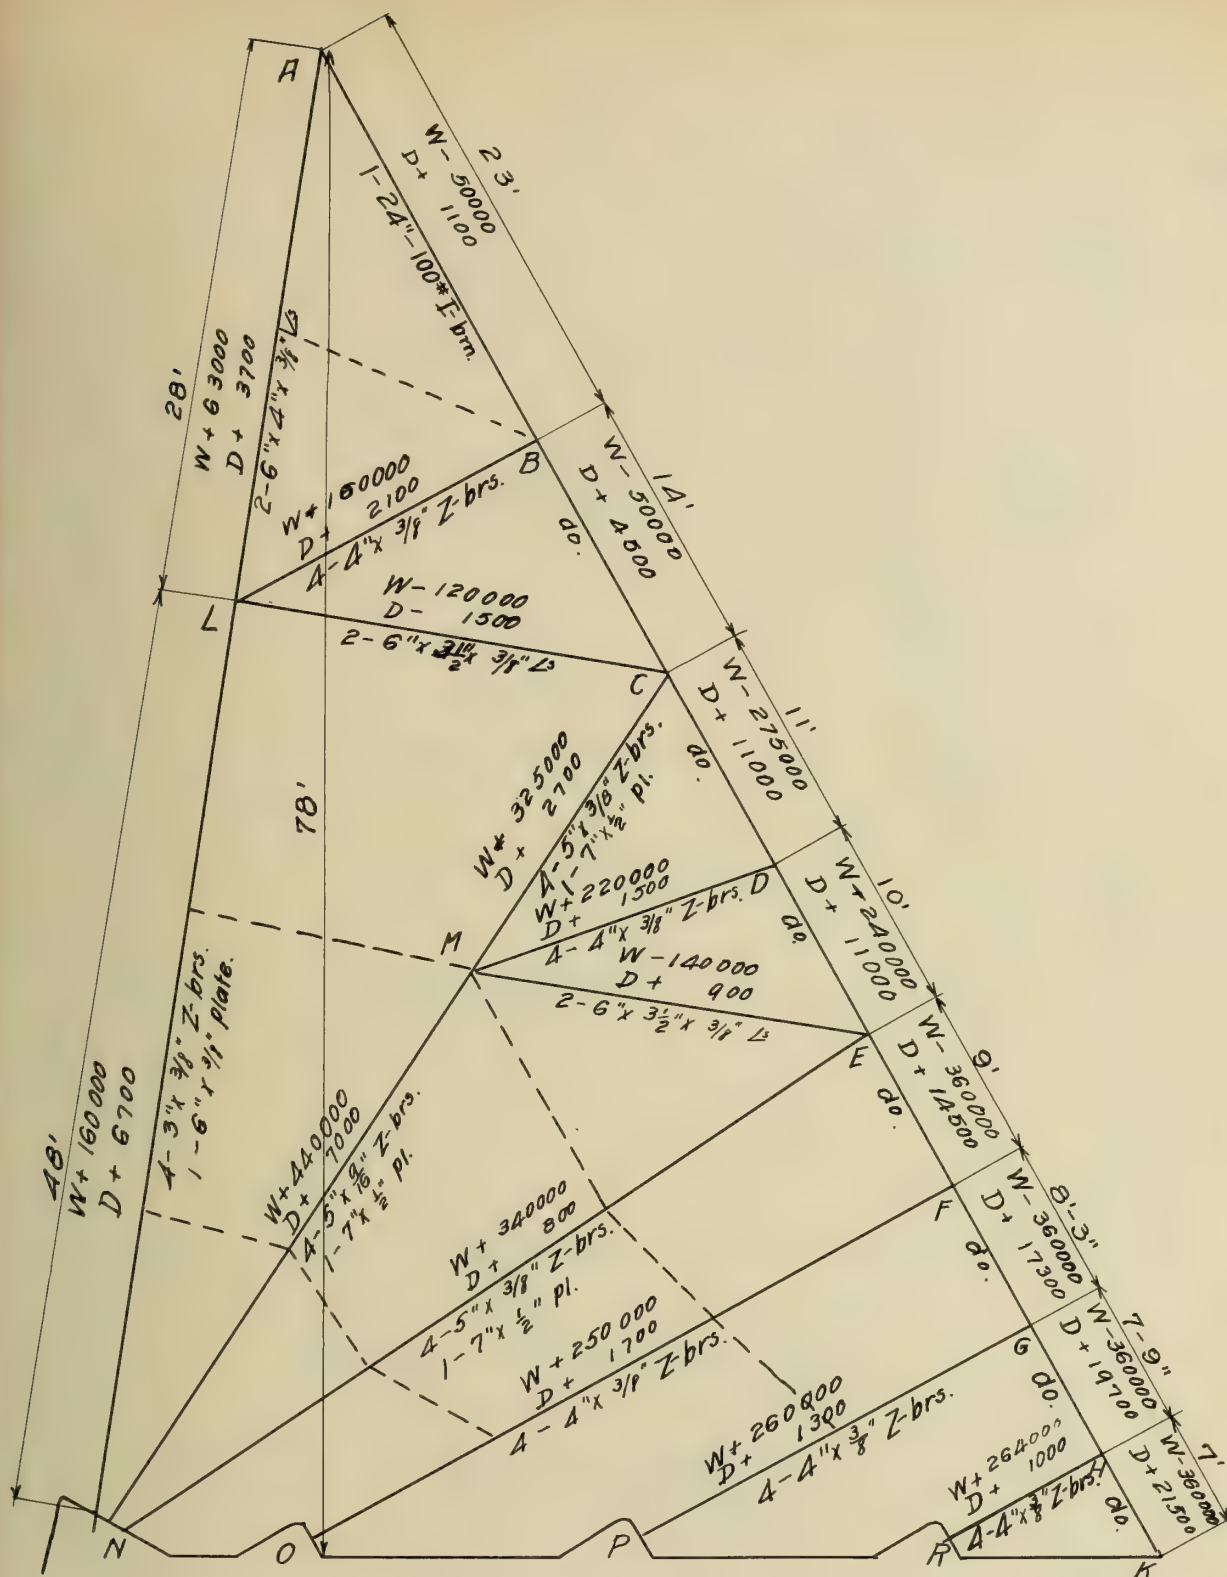 A
23'
W - 50000
D + 1100
1 - 24" - 100# I-bm.
28'
W + 63000
D + 3700
2 - 6" x 4" x 3/8" Ls
B
14'
W - 50000
D + 4500
do.
W + 160000
D + 2100
4 - 4" x 3/8" Z-brs.
L
W - 120000
D - 1500
2 - 6" x 3 1/2" x 3/8" Ls
C
11'
W - 275000
D + 11000
do.
78'
W + 325000
D + 2700
4 - 5" x 3/8" Z-brs.
1 - 7" x 1/2" Pl.
W + 220000
D + 1500
4 - 4" x 3/8" Z-brs.
D
10'
W + 240000
D + 11000
do.
M
W - 140000
D + 900
2 - 6" x 3 1/2" x 3/8" Ls
E
9'
W - 360000
D + 14500
do.
48'
W + 160000
D + 6700
4 - 3" x 3/8" Z-brs.
1 - 6" x 3/8" plate.
W + 440000
D + 7000
4 - 5" x 9/16" Z-brs.
1 - 7" x 1/2" Pl.
W + 340000
D + 800
4 - 5" x 3/8" Z-brs.
1 - 7" x 1/2" Pl.
F
8'-3"
W - 360000
D + 17300
do.
W + 250000
D + 1700
4 - 4" x 3/8" Z-brs.
G
7'-9"
W - 360000
D + 19700
do.
W + 260000
D + 1300
4 - 4" x 3/8" Z-brs.
H
7'
W - 360000
D + 21500
do.
W + 264000
D + 1000
4 - 4" x 3/8" Z-brs.
N
O
P
R
K